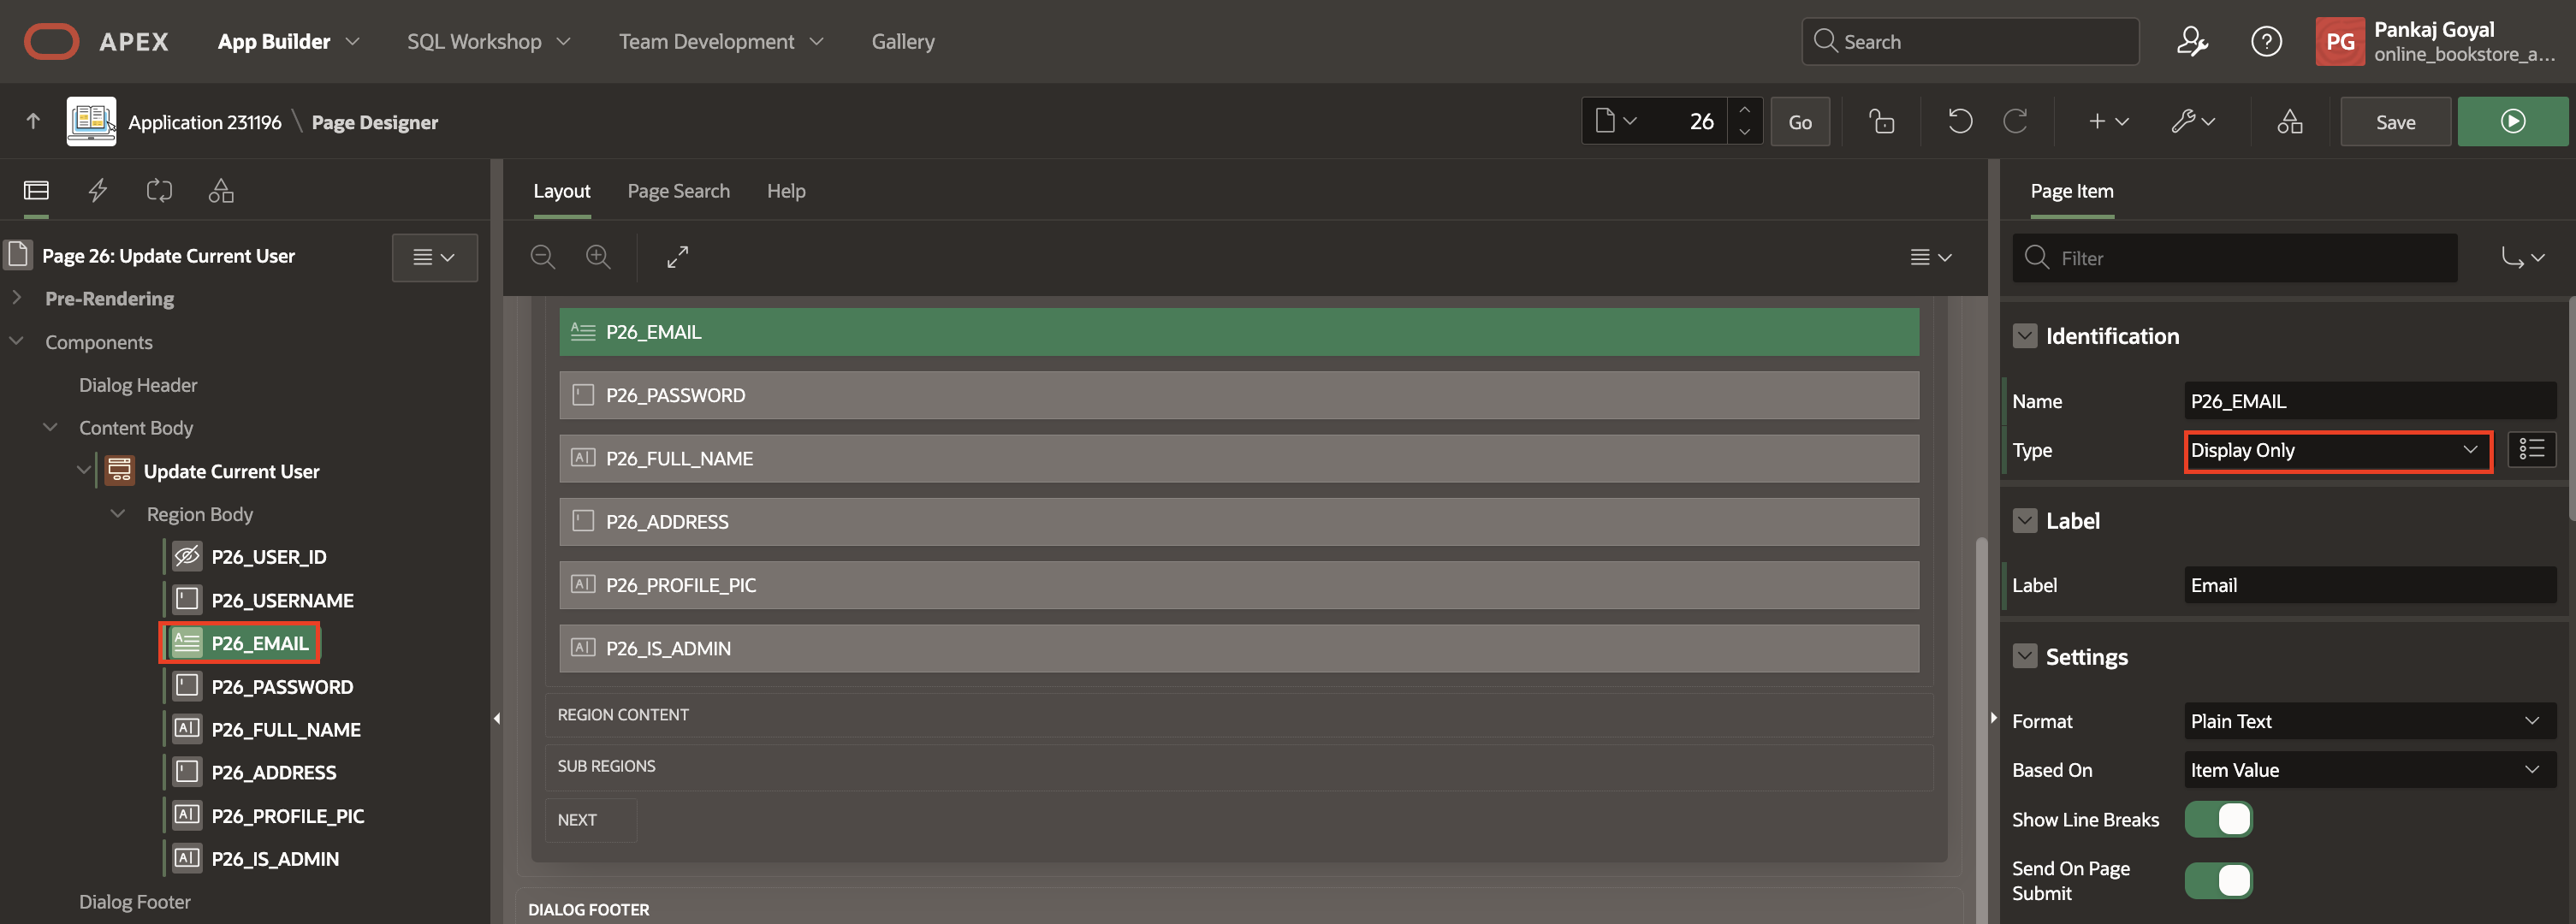 APEX App Builder SQL Workshop Team Development Gallery Search PG Pankaj Goyal
online_bookstore_a...
Application 231196 \ Page Designer 26 Go Save
Layout Page Search Help Page Item
Page 26: Update Current User
Filter
Pre-Rendering
Components
Dialog Header
Content Body
Update Current User
Region Body
P26_USER_ID
P26_USERNAME
P26_EMAIL
P26_PASSWORD
P26_FULL_NAME
P26_ADDRESS
P26_PROFILE_PIC
P26_IS_ADMIN
Dialog Footer
P26_EMAIL
P26_PASSWORD
P26_FULL_NAME
P26_ADDRESS
P26_PROFILE_PIC
P26_IS_ADMIN
REGION CONTENT
SUB REGIONS
NEXT
DIALOG FOOTER
Identification
Name P26_EMAIL
Type Display Only
Label
Label Email
Settings
Format Plain Text
Based On Item Value
Show Line Breaks
Send On Page
Submit